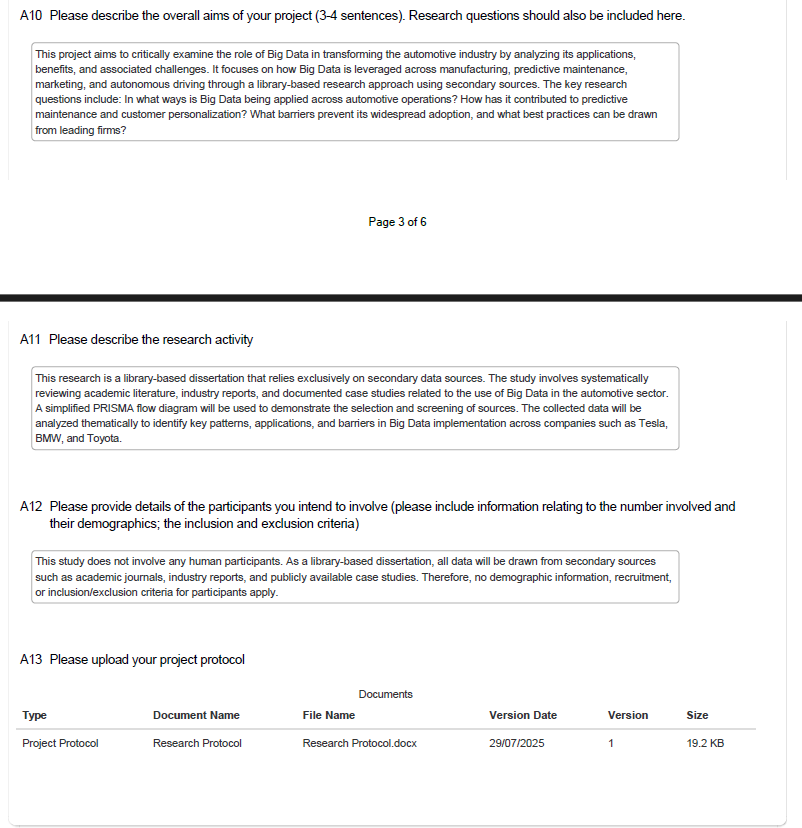 A10 Please describe the overall aims of your project (3-4 sentences). Research questions should also be included here.
This project aims to critically examine the role of Big Data in transforming the automotive industry by analyzing its applications,
benefits, and associated challenges. It focuses on how Big Data is leveraged across manufacturing, predictive maintenance,
marketing, and autonomous driving through a library-based research approach using secondary sources. The key research
questions include: In what ways is Big Data being applied across automotive operations? How has it contributed to predictive
maintenance and customer personalization? What barriers prevent its widespread adoption, and what best practices can be drawn
from leading firms?
Page 3 of 6
A11 Please describe the research activity
This research is a library-based dissertation that relies exclusively on secondary data sources. The study involves systematically
reviewing academic literature, industry reports, and documented case studies related to the use of Big Data in the automotive sector.
A simplified PRISMA flow diagram will be used to demonstrate the selection and screening of sources. The collected data will be
analyzed thematically to identify key patterns, applications, and barriers in Big Data implementation across companies such as Tesla,
BMW, and Toyota.
A12 Please provide details of the participants you intend to involve (please include information relating to the number involved and
their demographics; the inclusion and exclusion criteria)
This study does not involve any human participants. As a library-based dissertation, all data will be drawn from secondary sources
such as academic journals, industry reports, and publicly available case studies. Therefore, no demographic information, recruitment,
or inclusion/exclusion criteria for participants apply.
A13 Please upload your project protocol
Documents
Type Document Name File Name Version Date Version Size
Project Protocol Research Protocol Research Protocol.docx 29/07/2025 1 19.2 KB